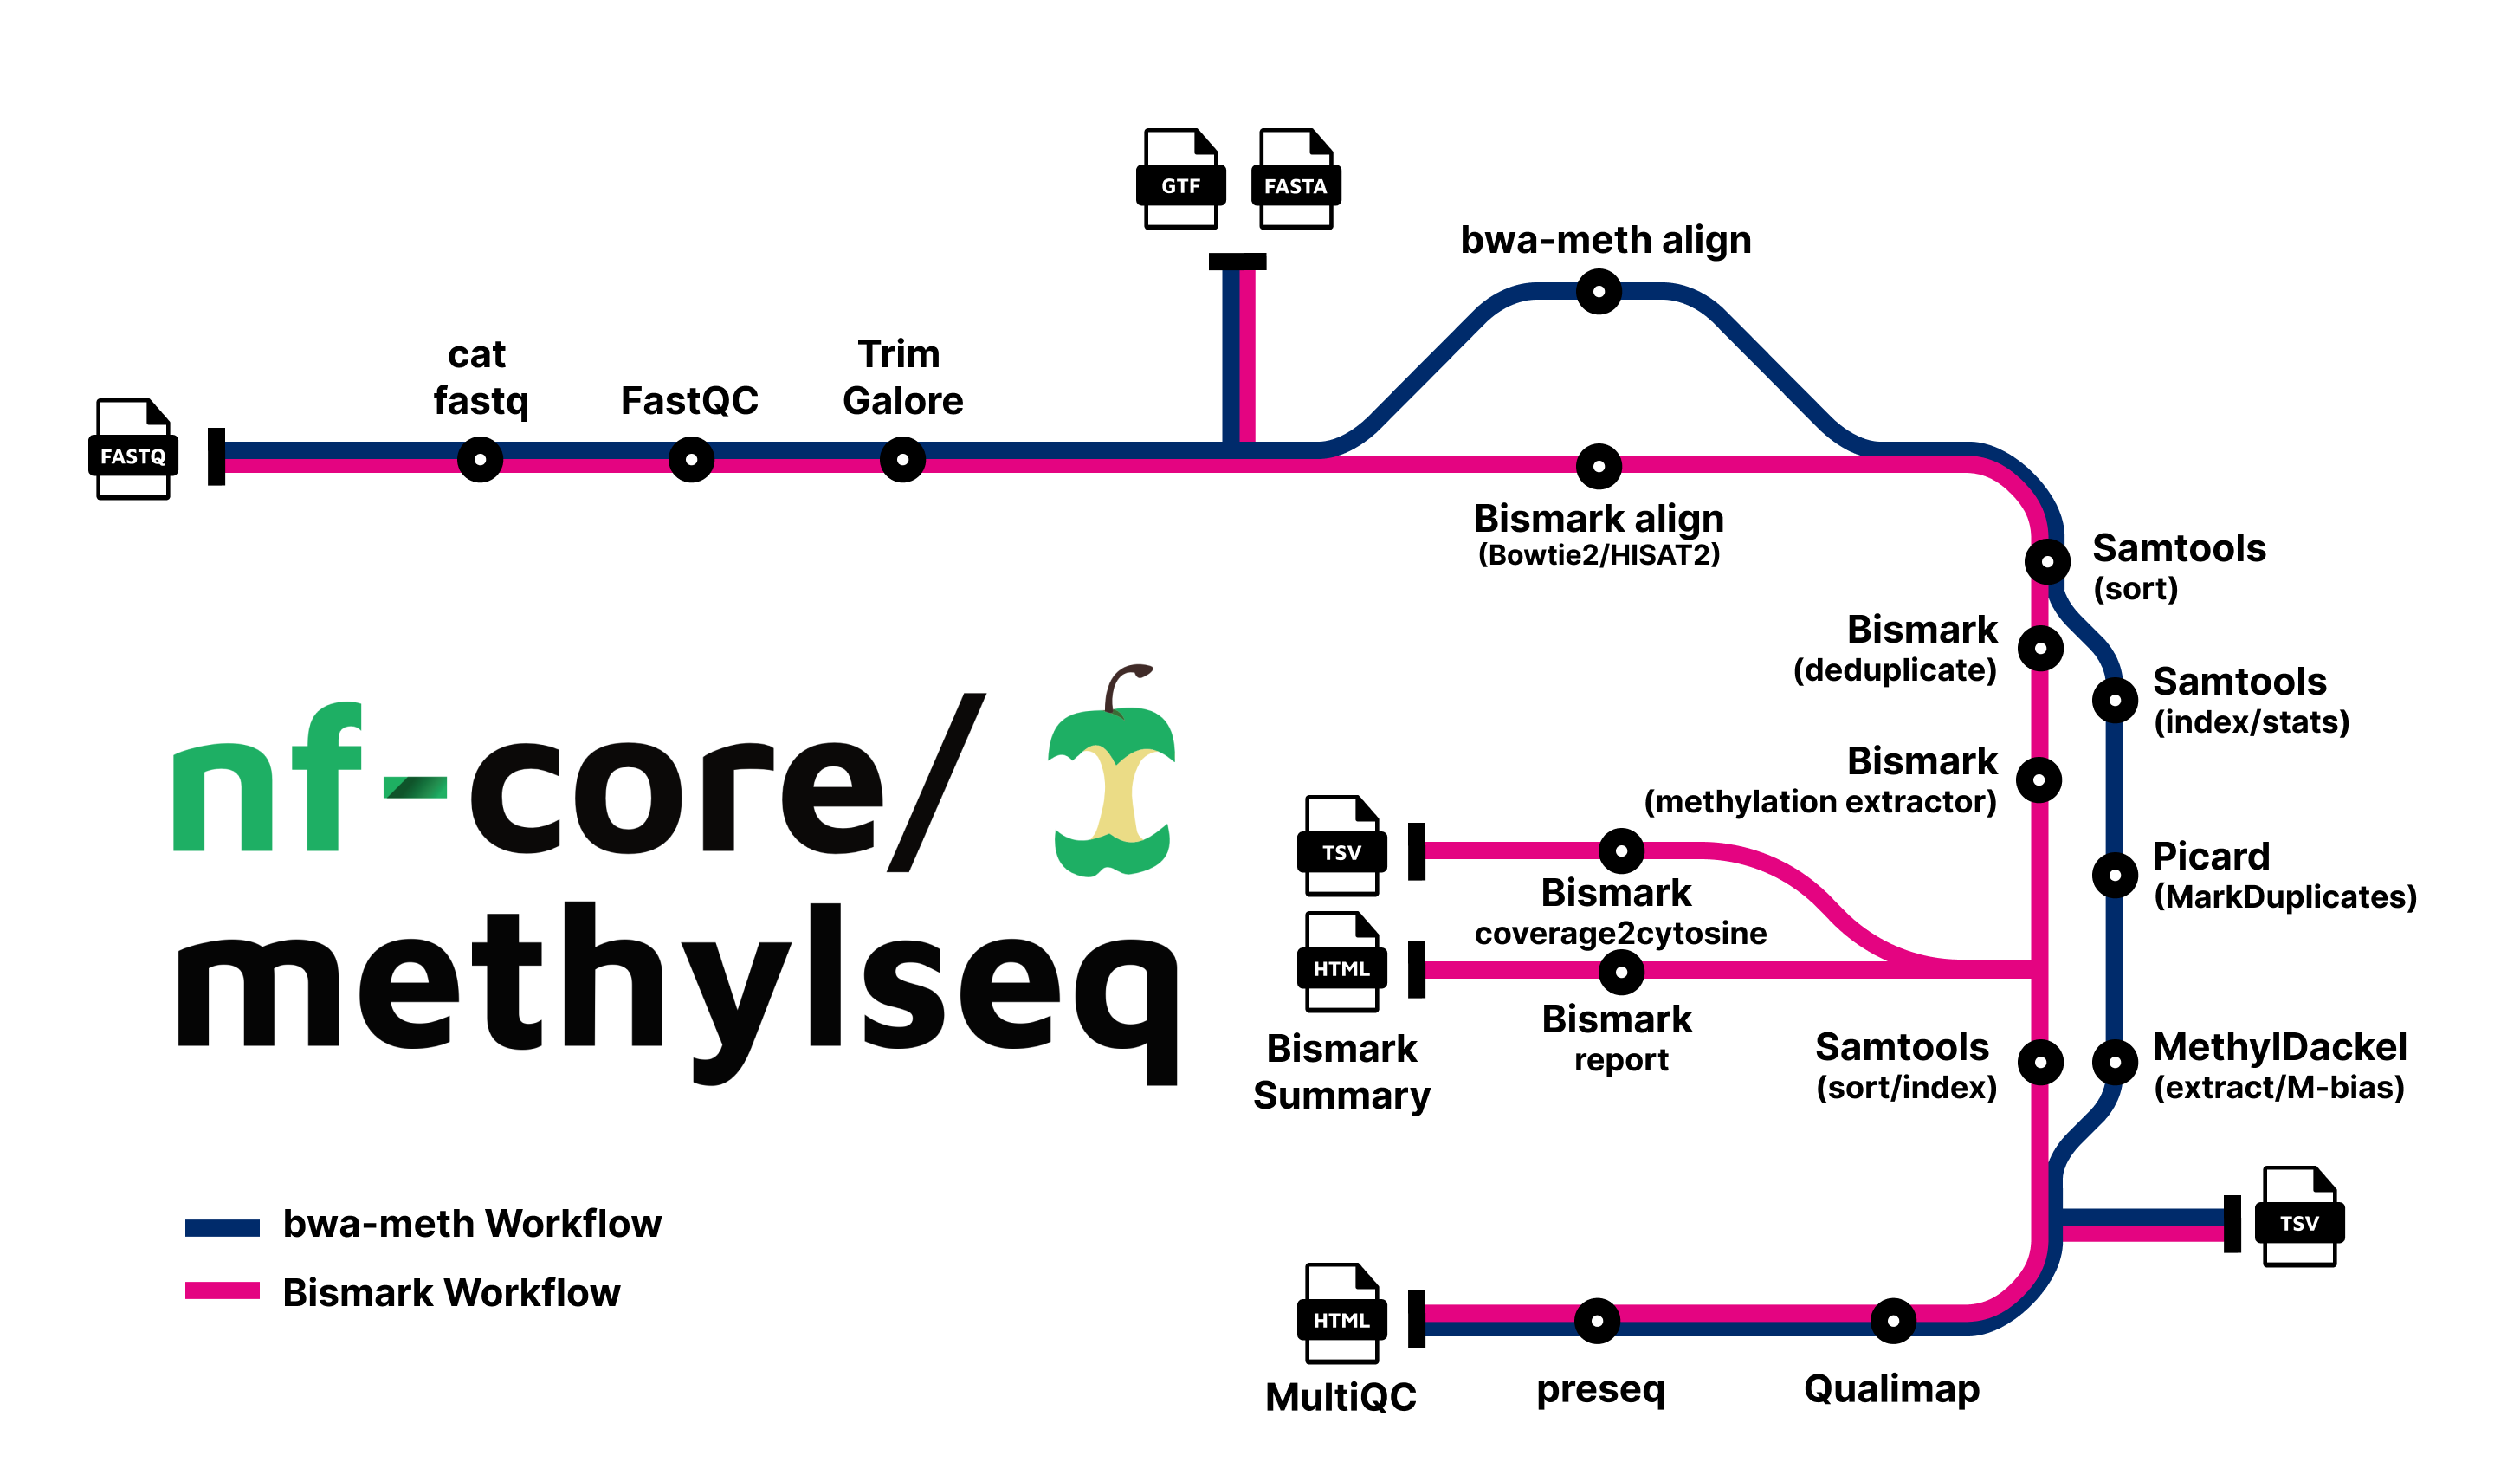 GTF
FASTA
bwa-meth align
cat
fastq
FastQC
Trim
Galore
FASTQ
Bismark align
(Bowtie2/HISAT2)
Samtools
(sort)
Bismark
(deduplicate)
Samtools
(index/stats)
Bismark
(methylation extractor)
nf-core/
methylseq
TSV
Bismark
coverage2cytosine
Picard
(MarkDuplicates)
HTML
Bismark
Summary
Bismark
report
Samtools
(sort/index)
MethylDackel
(extract/M-bias)
TSV
bwa-meth Workflow
Bismark Workflow
HTML
MultiQC
preseq
Qualimap